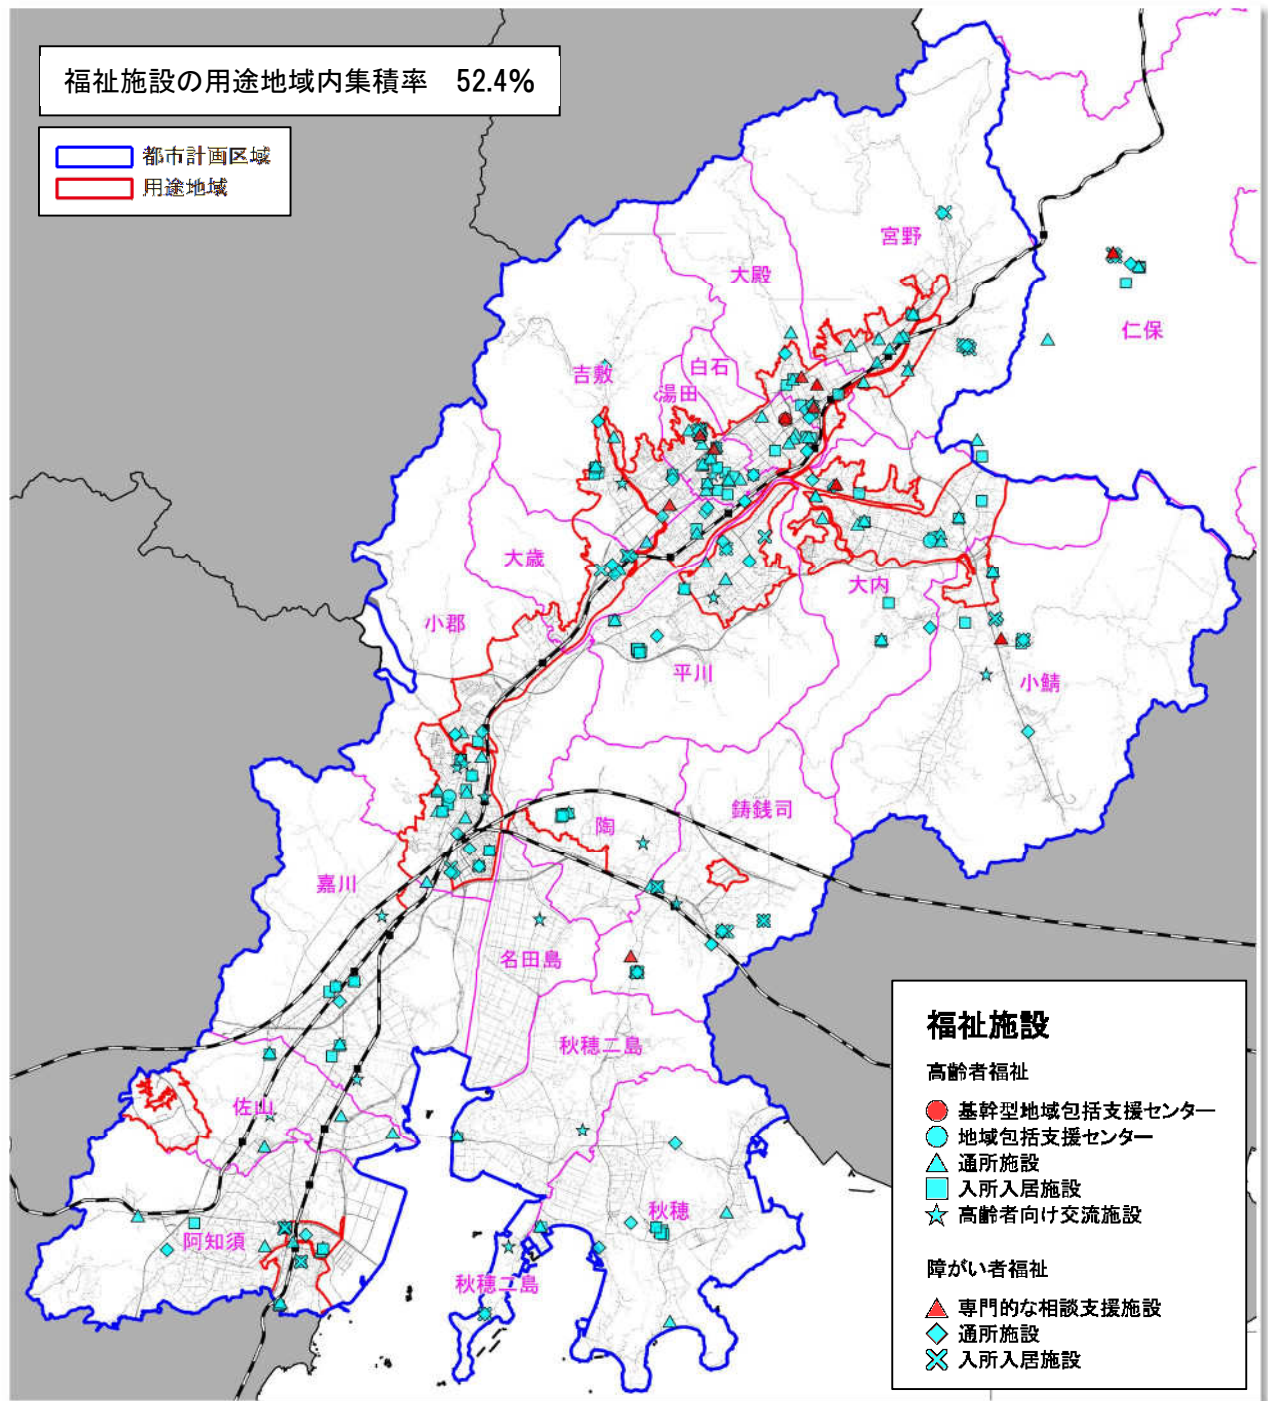 福祉施設の用途地域内集積率 52.4%
都市計画区域
用途地域
宮野
大殿
仁保
白石
吉敷
湯田
大歳
大内
小郡
平川
小鯖
鋳銭司
陶
嘉川
名田島
秋穂二島
佐山
秋穂
阿知須
秋穂二島
福祉施設
高齢者福祉
基幹型地域包括支援センター
地域包括支援センター
通所施設
入所入居施設
高齢者向け交流施設
障がい者福祉
専門的な相談支援施設
通所施設
入所入居施設